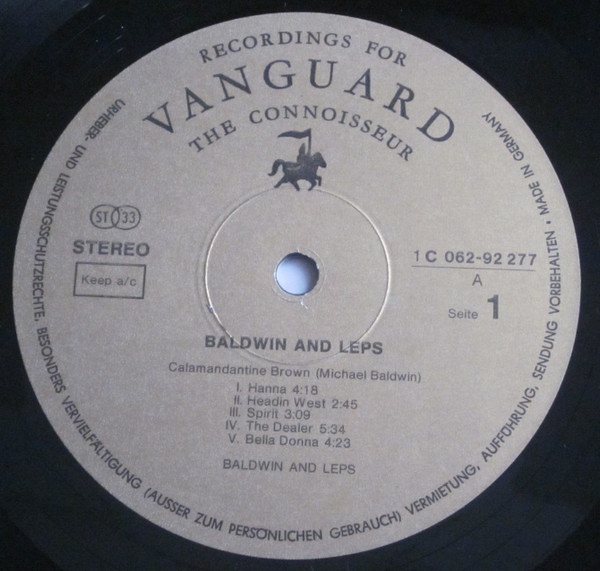 RECORDINGS FOR
VANGUARD
THE CONNOISSEUR
ST 33
STEREO
Keep a/c
1 C 062-92 277
A
Seite 1
BALDWIN AND LEPS
Calamandantine Brown (Michael Baldwin)
I. Hanna 4:18
II. Headin West 2:45
III. Spirit 3:09
IV. The Dealer 5:34
V. Bella Donna 4:23
BALDWIN AND LEPS
URHEBER- UND LEISTUNGSSCHUTZRECHTE, BESONDERS VERVIELFÄLTIGUNG (AUSSER ZUM PERSÖNLICHEN GEBRAUCH) VERMIETUNG, AUFFÜHRUNG, SENDUNG VORBEHALTEN • MADE IN GERMANY